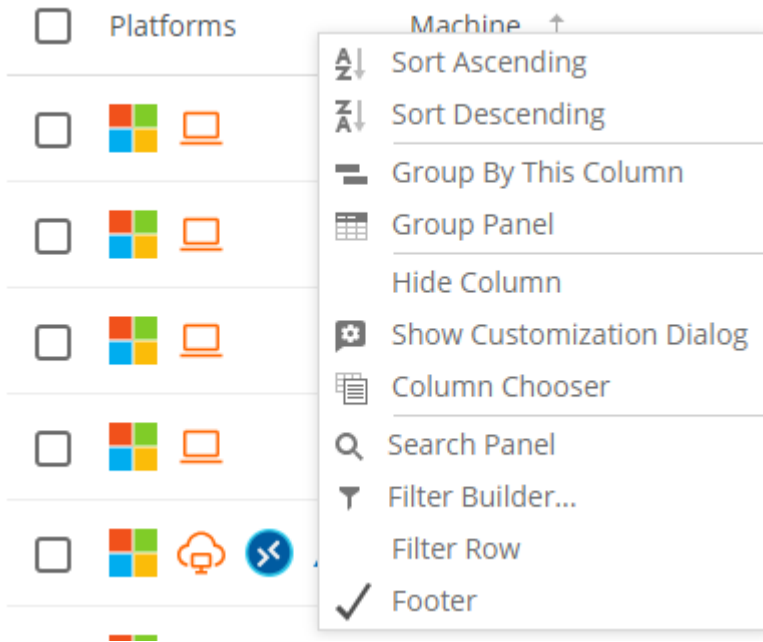 Platforms Machine
Sort Ascending
Sort Descending
Group By This Column
Group Panel
Hide Column
Show Customization Dialog
Column Chooser
Search Panel
Filter Builder...
Filter Row
Footer